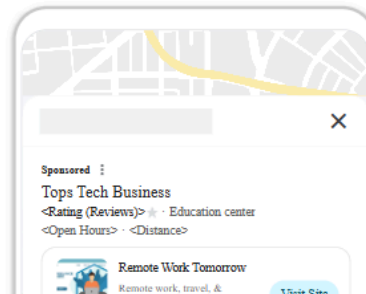 Sponsored
Tops Tech Business
<Rating (Reviews)> · Education center
<Open Hours> · <Distance>
Remote Work Tomorrow
Remote work, travel, &
Visit Site